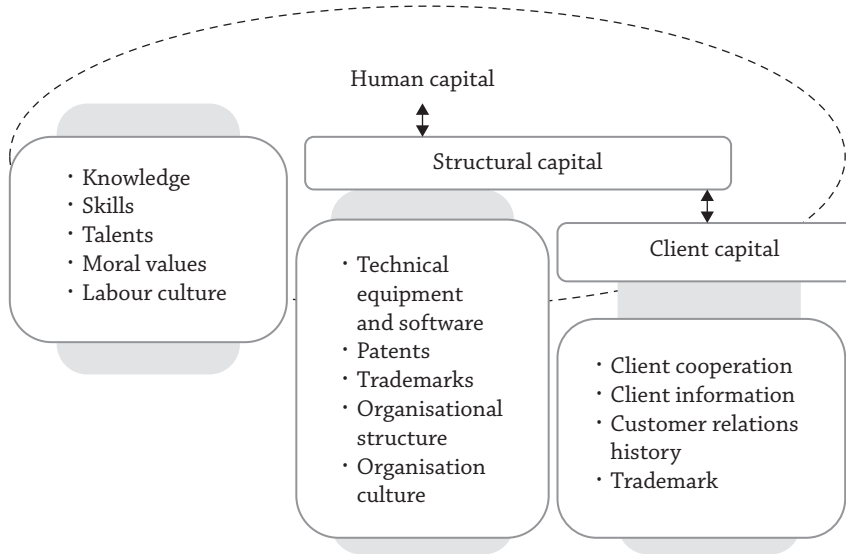 Human capital
Structural capital
Client capital
· Knowledge
· Skills
· Talents
· Moral values
· Labour culture
· Technical
equipment
and software
· Patents
· Trademarks
· Organisational
structure
· Organisation
culture
· Client cooperation
· Client information
· Customer relations
history
· Trademark